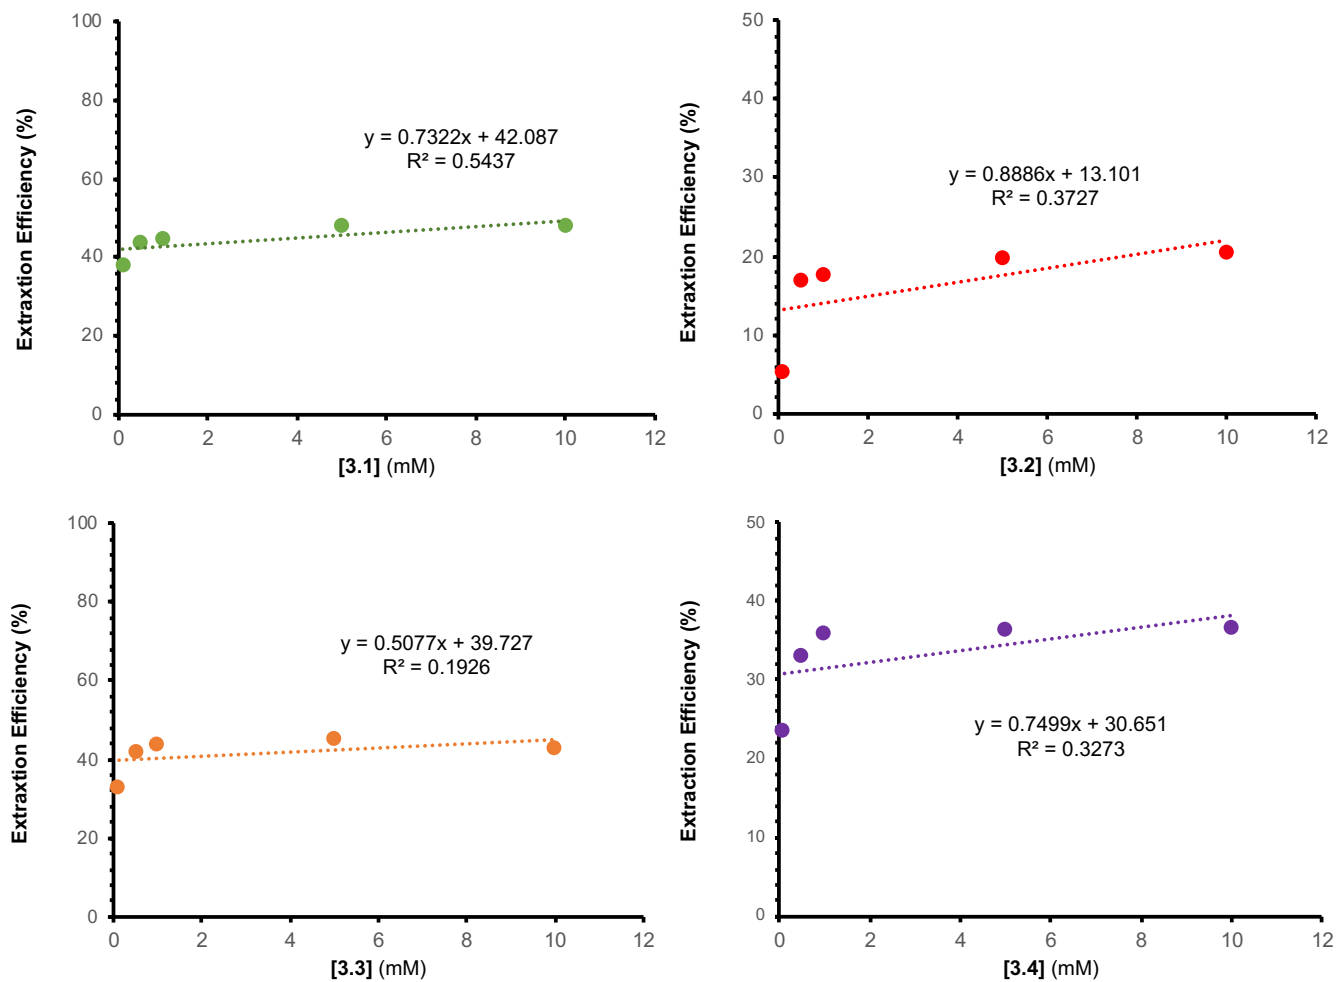 100
80
60
40
20
0
Extraxtion Efficiency (%)
y = 0.7322x + 42.087
R² = 0.5437
0 2 4 6 8 10 12
[3.1] (mM)
50
40
30
20
10
0
Extraxtion Efficiency (%)
y = 0.8886x + 13.101
R² = 0.3727
0 2 4 6 8 10 12
[3.2] (mM)
100
80
60
40
20
0
Extraxtion Efficiency (%)
y = 0.5077x + 39.727
R² = 0.1926
0 2 4 6 8 10 12
[3.3] (mM)
50
40
30
20
10
0
Extraction Efficiency (%)
y = 0.7499x + 30.651
R² = 0.3273
0 2 4 6 8 10 12
[3.4] (mM)